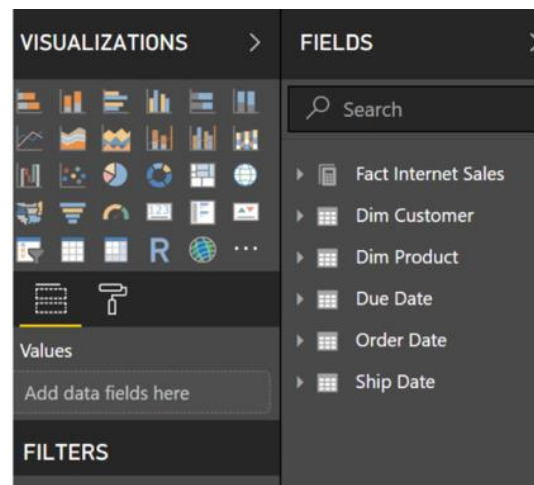 VISUALIZATIONS
123
R
Values
Add data fields here
FILTERS
FIELDS
Search
Fact Internet Sales
Dim Customer
Dim Product
Due Date
Order Date
Ship Date